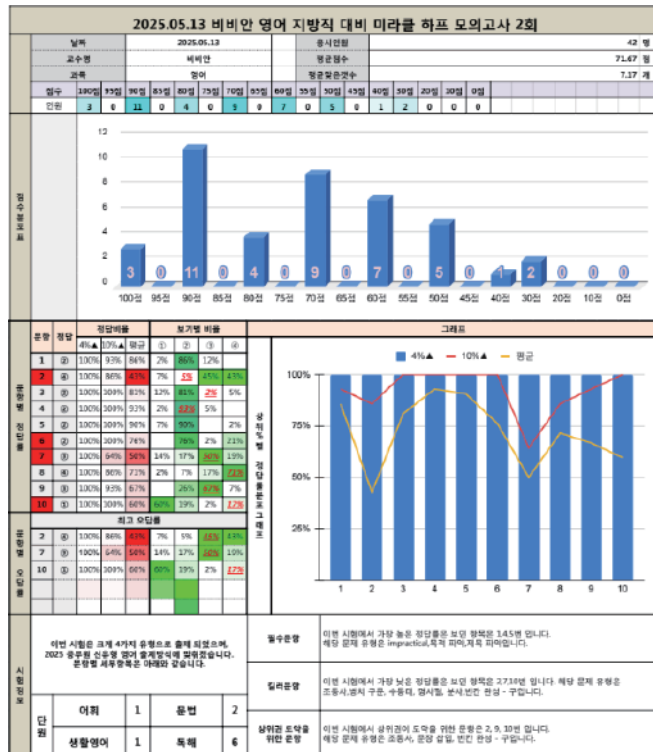 2025.05.13 비비안 영어 지방직 대비 미라클 하프 모의고사 2회
날짜 2025.05.13 응시인원 42 명
교수명 비비안 평균점수 71.67 점
과목 영어 평균맞은갯수 7.17 개
점수 100점 95점 90점 85점 80점 75점 70점 65점 60점 55점 50점 45점 40점 30점 20점 10점 0점
인원 3 0 11 0 4 0 9 0 7 0 5 0 1 2 0 0 0
점수분포표
12
10
8
6
4
2
0
3 0 11 0 4 0 9 0 7 0 5 0 1 2 0 0 0
100점 95점 90점 85점 80점 75점 70점 65점 60점 55점 50점 45점 40점 30점 20점 10점 0점
문항 정답 정답비율 보기별 비율 그래프
4%▲ 10%▲ 평균 ① ② ③ ④
문항별 정답률
1 ② 100% 93% 86% 2% 86% 12%
2 ④ 100% 86% 43% 7% 5% 45% 43%
3 100% 100% 81% 12% 81% 2% 5%
4 100% 100% 93% 2% 5%
5 ② 100% 100% 90% 7% 90% 2%
6 ② 100% 100% 76% 76% 2% 21%
7 ③ 100% 64% 50% 14% 17% 50% 19%
8 ④ 100% 86% 71% 2% 7% 17% 71%
9 ③ 100% 93% 67% 26% 67% 7%
10 ① 100% 100% 60% 60% 19% 2% 17%
최고 오답률
문항별 오답률
2 ④ 100% 86% 43% 7% 5% 43%
7 ③ 100% 64% 50% 14% 17% 50% 19%
10 ① 100% 100% 60% 60% 19% 2% 17%
상위%별 정답률분포그래프
4%▲ 10%▲ 평균
100%
75%
50%
25%
1 2 3 4 5 6 7 8 9 10
시험정보
이번 시험은 크게 4가지 유형으로 출제 되었으며,
2025 공무원 신유형 영어 출제방식에 맞춰졌습니다.
문항별 세부항목은 아래와 같습니다.
단원
어휘 1 문법 2
생활영어 1 독해 6
필수문항
이번 시험에서 가장 높은 정답률은 보인 항목은 1,4,5번 입니다.
해당 문제 유형은 impractical,목적 파악,제목 파악입니다.
킬러문항
이번 시험에서 가장 낮은 정답률은 보인 항목은 2,7,10번 입니다. 해당 문제 유형은
조동사,병치 구문, 수동태, 형시절, 분사,빈칸 완성 - 구입니다.
상위권 도약을
위한 문항
이번 시험에서 상위권이 도약을 위한 문항은 2, 9, 10번 입니다.
해당 문제 유형은 조동사, 문장 삽입, 빈칸 완성 - 구입니다.